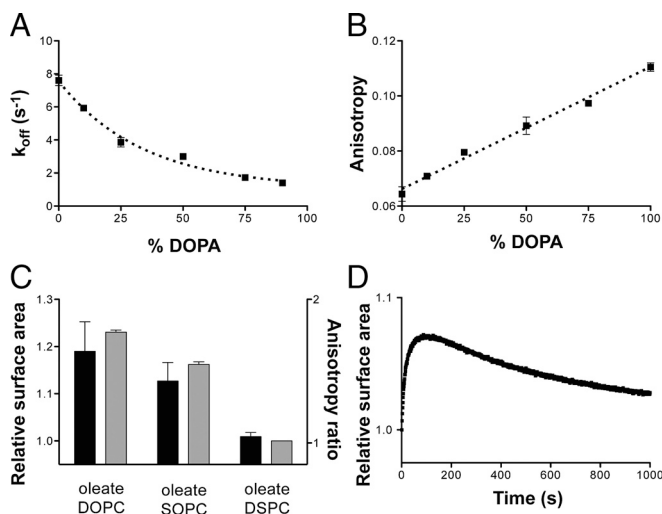 A
10
8
6
4
2
0
k_off (s⁻¹)
0 25 50 75 100
% DOPA
B
0.12
0.10
0.08
0.06
Anisotropy
0 25 50 75 100
% DOPA
C
1.3
1.2
1.1
1.0
Relative surface area
2
1
Anisotropy ratio
oleate oleate oleate
DOPC SOPC DSPC
D
1.1
1.0
Relative surface area
0 200 400 600 800 1000
Time (s)